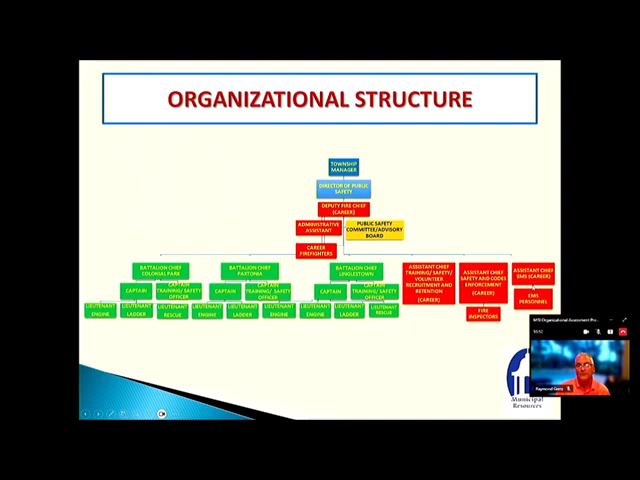 ORGANIZATIONAL STRUCTURE
TOWNSHIP
MANAGER
DIRECTOR OF PUBLIC
SAFETY
DEPUTY FIRE CHIEF
(CAREER)
ADMINISTRATIVE
ASSISTANT
PUBLIC SAFETY
COMMITTEE/ADVISORY
BOARD
CAREER
FIREFIGHTERS
BATTALION CHIEF
COLONIAL PARK
BATTALION CHIEF
PAXTONIA
BATTALION CHIEF
LINGLESTOWN
ASSISTANT CHIEF
TRAINING/SAFETY/
VOLUNTEER
RECRUITMENT AND
RETENTION
(CAREER)
ASSISTANT CHIEF
SAFETY AND CODES
ENFORCEMENT
(CAREER)
ASSISTANT CHIEF
EMS (CAREER)
CAPTAIN
CAPTAIN
TRAINING/SAFETY
OFFICER
CAPTAIN
CAPTAIN
TRAINING/SAFETY
OFFICER
CAPTAIN
CAPTAIN
TRAINING/SAFETY
OFFICER
EMS
PERSONNEL
LIEUTENANT
ENGINE
LIEUTENANT
LADDER
LIEUTENANT
RESCUE
LIEUTENANT
ENGINE
LIEUTENANT
LADDER
LIEUTENANT
ENGINE
LIEUTENANT
ENGINE
LIEUTENANT
LADDER
LIEUTENANT
RESCUE
FIRE
INSPECTORS
Municipal
Resources